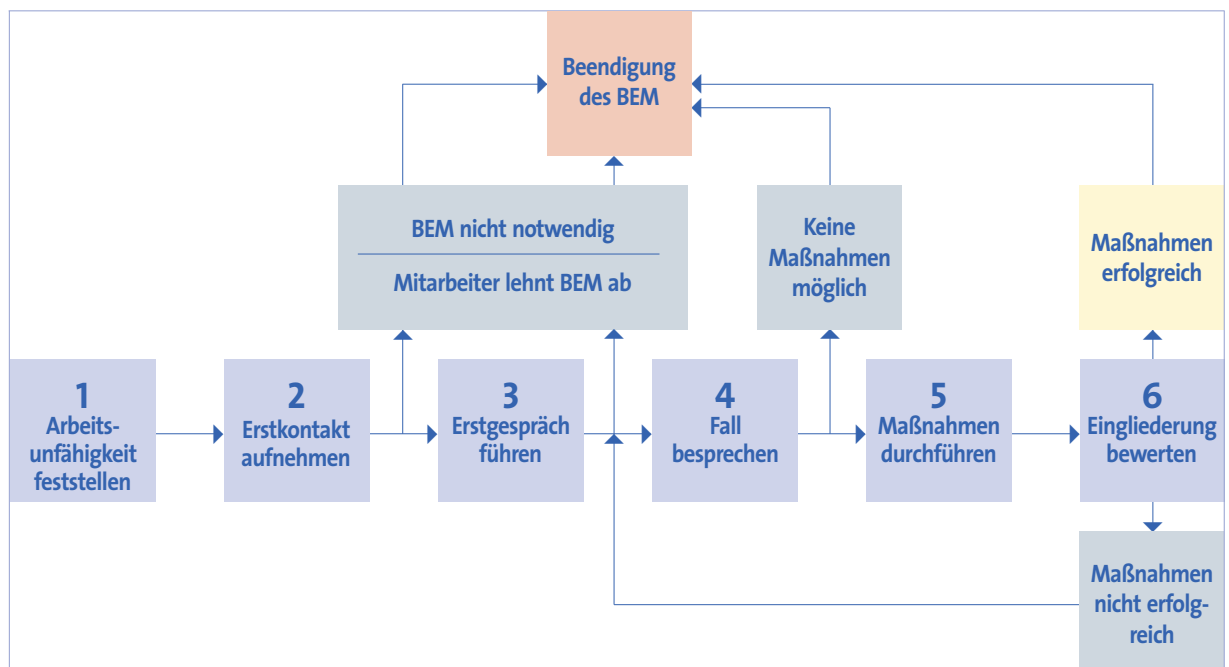 Beendigung
des BEM
BEM nicht notwendig
Mitarbeiter lehnt BEM ab
Keine
Maßnahmen
möglich
Maßnahmen
erfolgreich
1
Arbeits-
unfähigkeit
feststellen
2
Erstkontakt
aufnehmen
3
Erstgespräch
führen
4
Fall
besprechen
5
Maßnahmen
durchführen
6
Eingliederung
bewerten
Maßnahmen
nicht erfolg-
reich